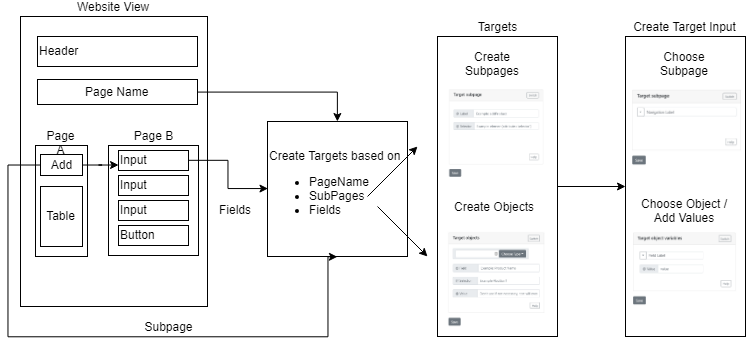 Website View
Header
Page Name
Page
A
Add
Table
Page B
Input
Input
Input
Button
Fields
Subpage
Create Targets based on
PageName
SubPages
Fields
Targets
Create
Subpages
Target subpage
Create Objects
Target objects
Create Target Input
Choose
Subpage
Target subpage
Choose Object /
Add Values
Target object variables